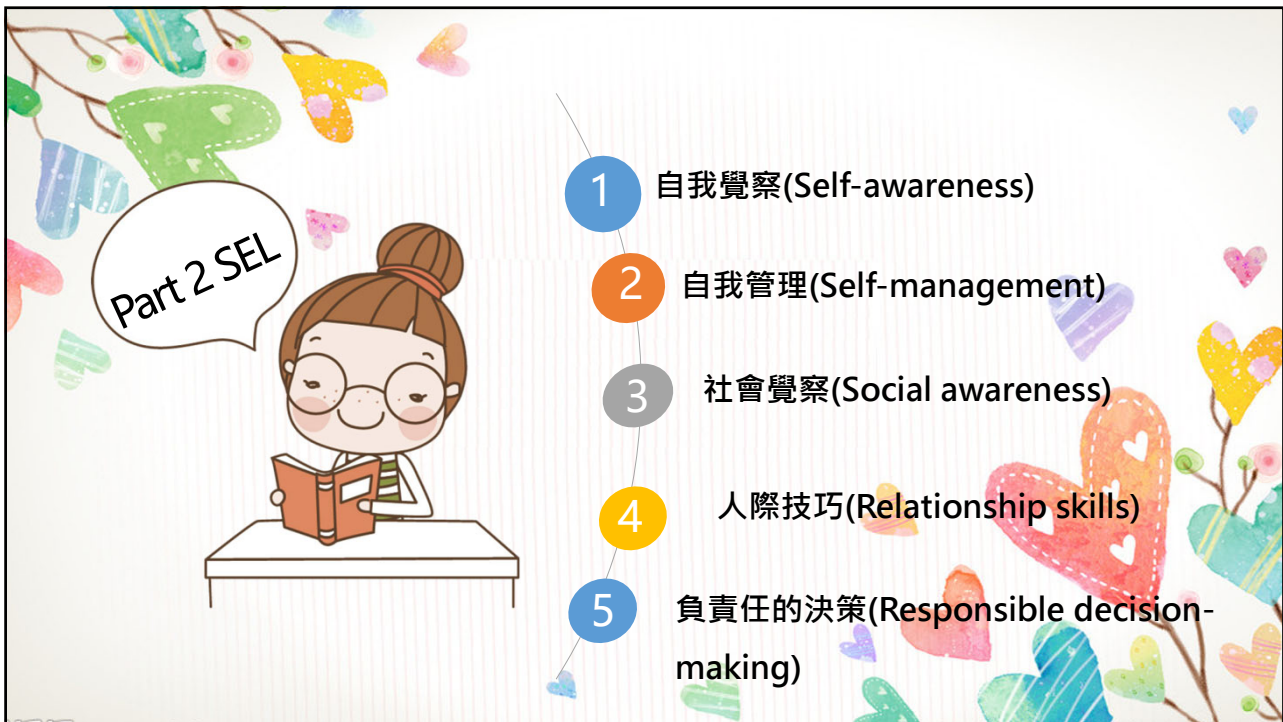 Part 2 SEL
1
自我覺察(Self-awareness)
2
自我管理(Self-management)
3
社會覺察(Social awareness)
4
人際技巧(Relationship skills)
5
負責任的決策(Responsible decision-
making)